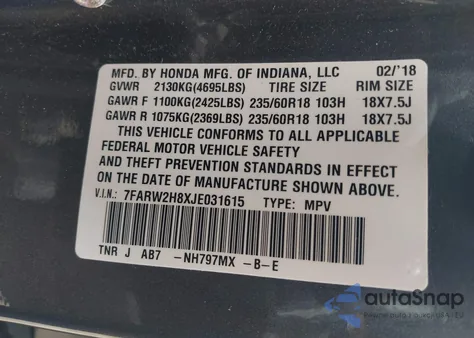 MFD. BY HONDA MFG. OF INDIANA, LLC 02/'18
GVWR 2130KG(4695LBS) TIRE SIZE RIM SIZE
GAWR F 1100KG(2425LBS) 235/60R18 103H 18X7.5J
GAWR R 1075KG(2369LBS) 235/60R18 103H 18X7.5J
THIS VEHICLE CONFORMS TO ALL APPLICABLE
FEDERAL MOTOR VEHICLE SAFETY
AND THEFT PREVENTION STANDARDS IN EFFECT
ON THE DATE OF MANUFACTURE SHOWN ABOVE.
V.I.N.: 7FARW2H8XJE031615 TYPE: MPV
TNR J AB7 -NH797MX -B-E
autoSnap